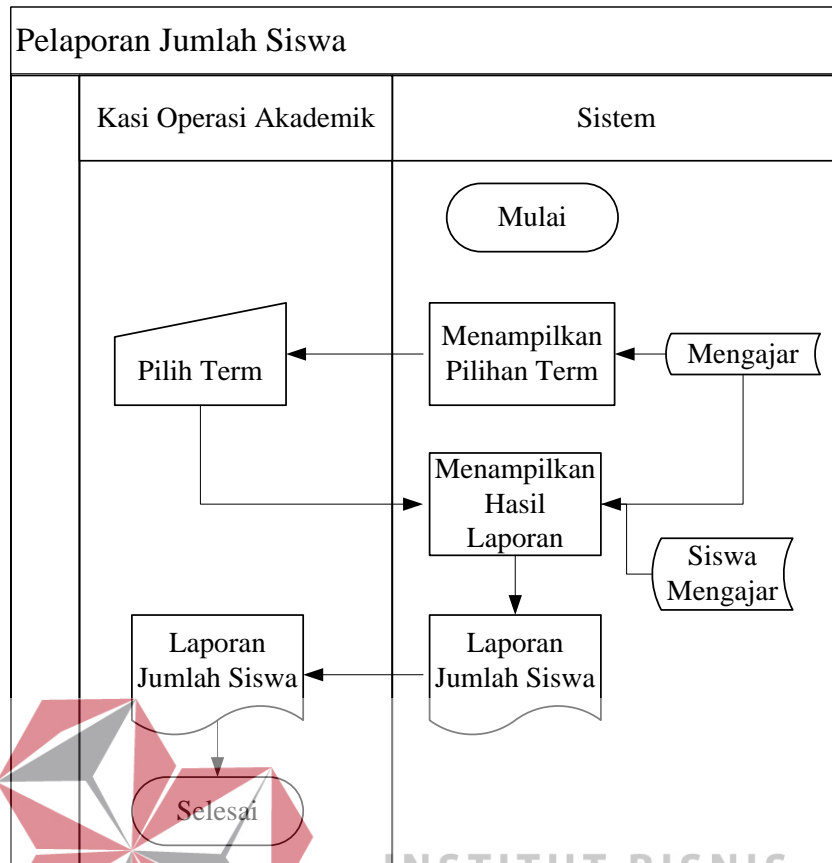 Pelaporan Jumlah Siswa
Kasi Operasi Akademik
Sistem
Mulai
Pilih Term
Menampilkan
Pilihan Term
Mengajar
Menampilkan
Hasil
Laporan
Siswa
Mengajar
Laporan
Jumlah Siswa
Laporan
Jumlah Siswa
Selesai
INSTITUT BISNIS